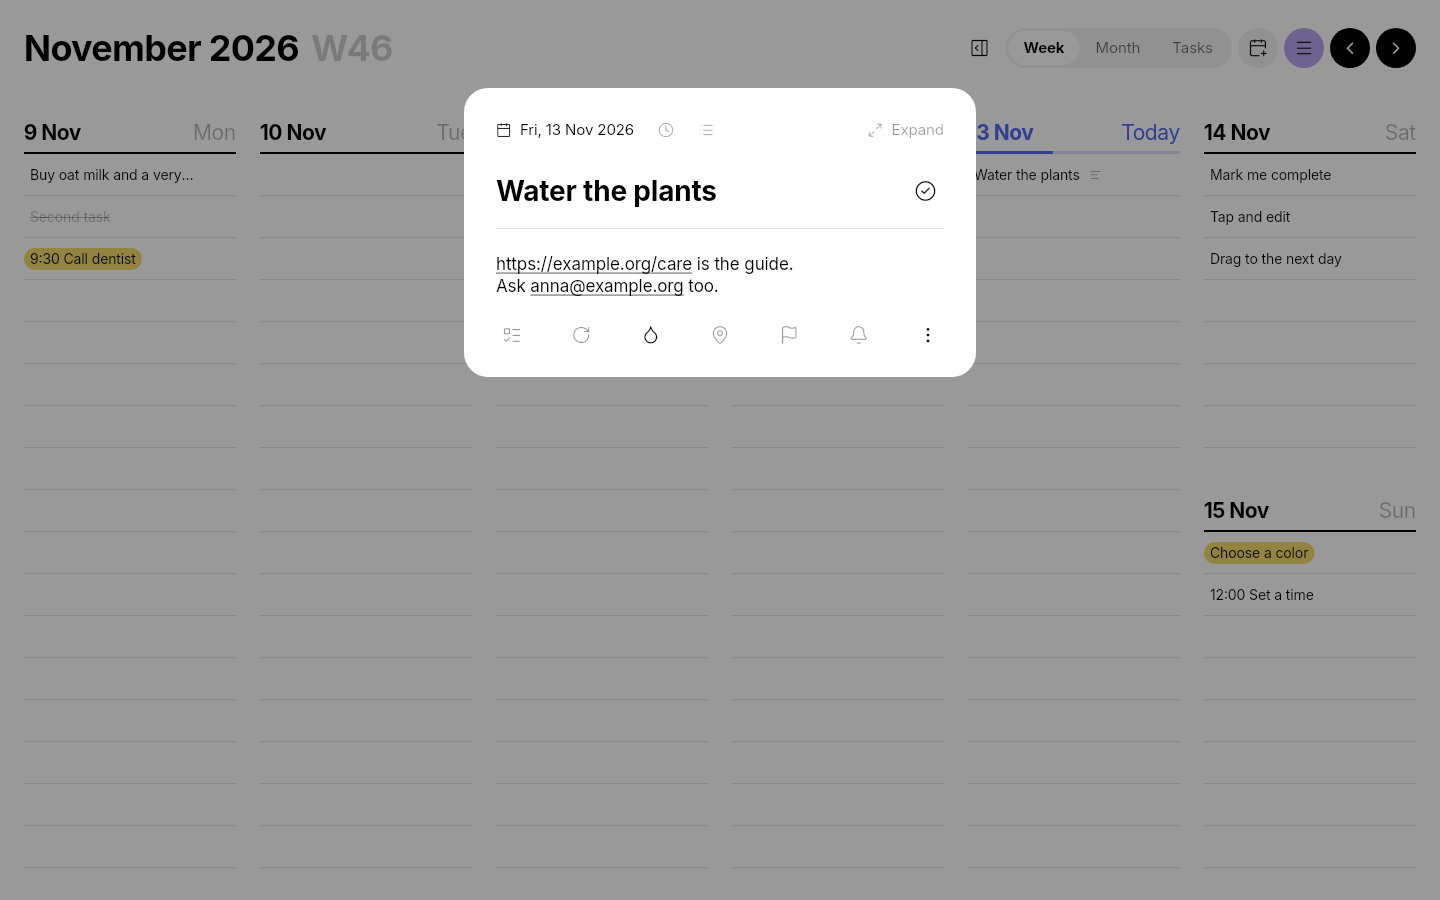 November 2026 W46
Week
Month
Tasks
9 Nov Mon
Buy oat milk and a very...
Second task
9:30 Call dentist
10 Nov
Fri, 13 Nov 2026
Expand
Water the plants
https://example.org/care is the guide.
Ask anna@example.org too.
3 Nov Today
Water the plants
14 Nov Sat
Mark me complete
Tap and edit
Drag to the next day
15 Nov Sun
Choose a color
12:00 Set a time